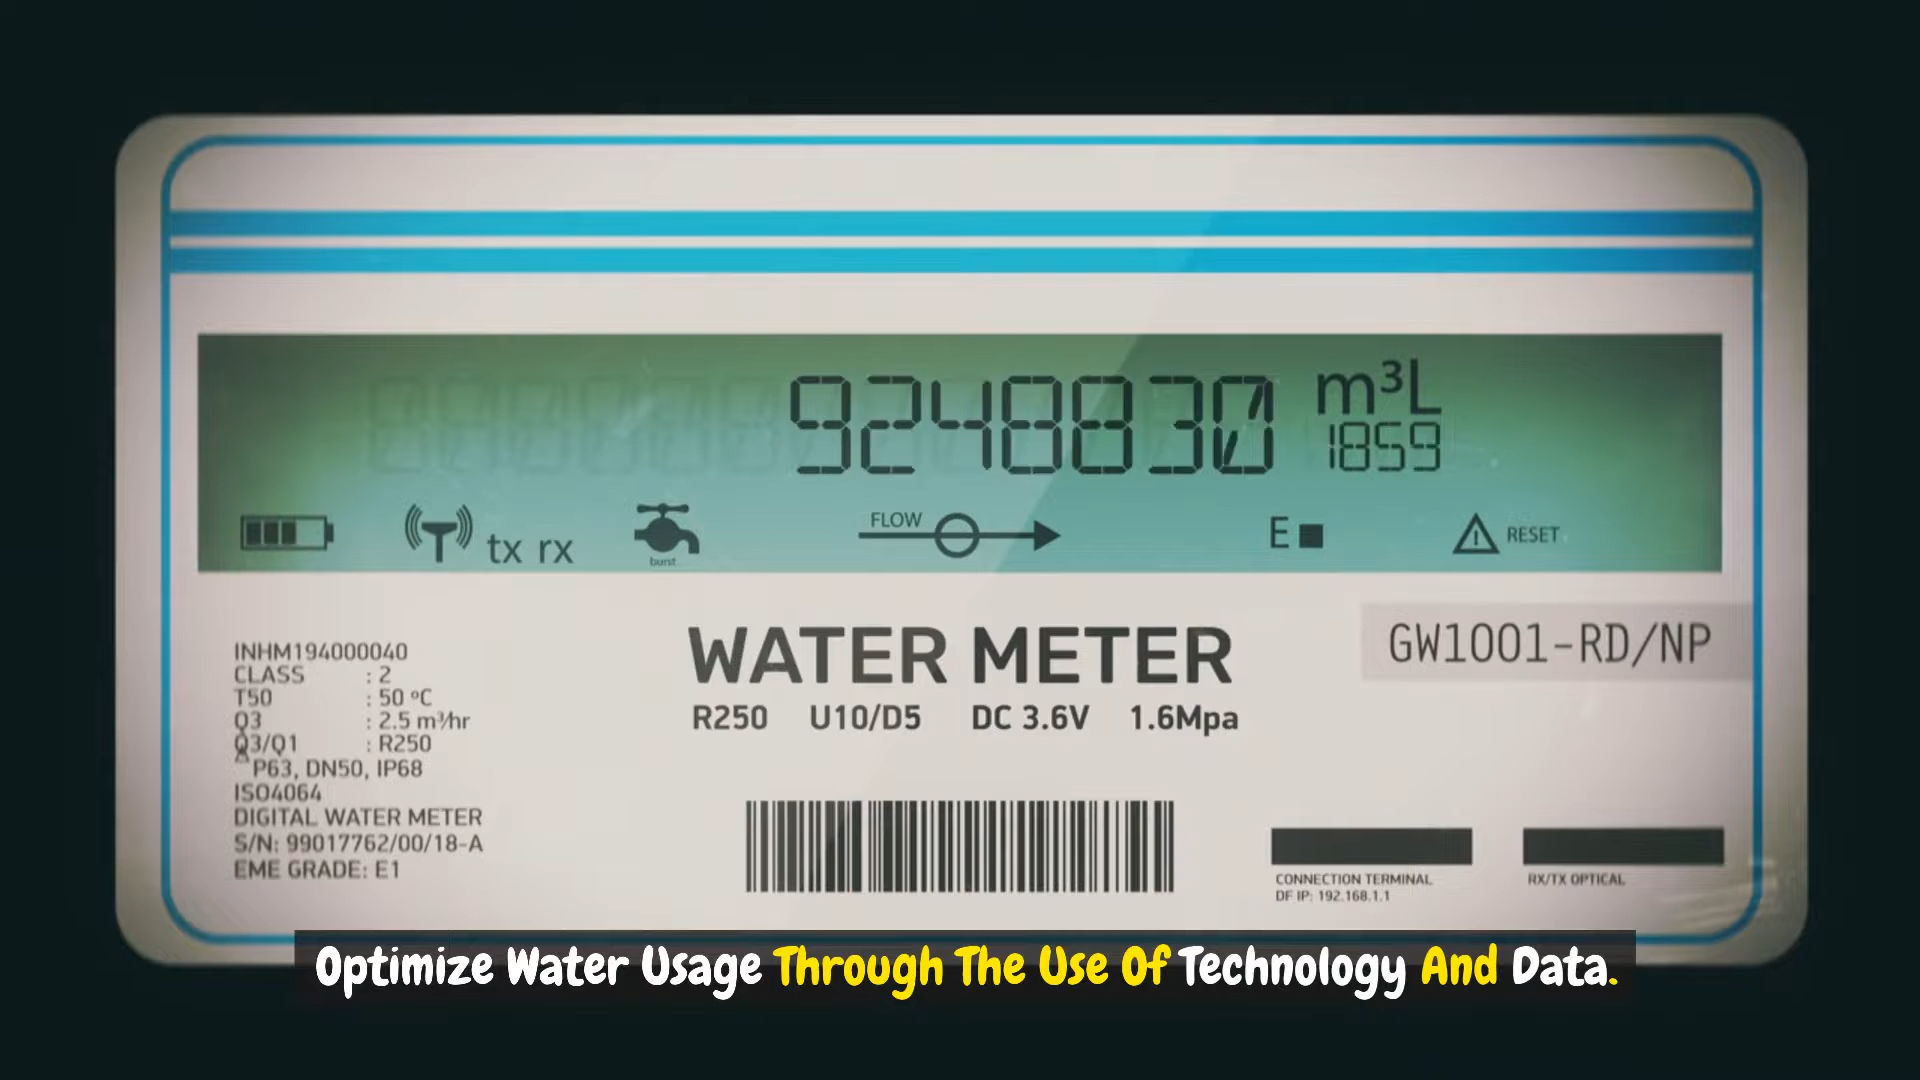 9248830 m³L
1859
tx rx
burst
FLOW
E
RESET
INHM194000040
CLASS : 2
T50 : 50 ºC
Q3 : 2.5 m³/hr
Q3/Q1 : R250
P63, DN50, IP68
ISO4064
DIGITAL WATER METER
S/N: 99017762/00/18-A
EME GRADE: E1
WATER METER
R250 U10/D5 DC 3.6V 1.6Mpa
GW1001-RD/NP
CONNECTION TERMINAL
DF IP: 192.168.1.1
RX/TX OPTICAL
Optimize Water Usage Through The Use Of Technology And Data.